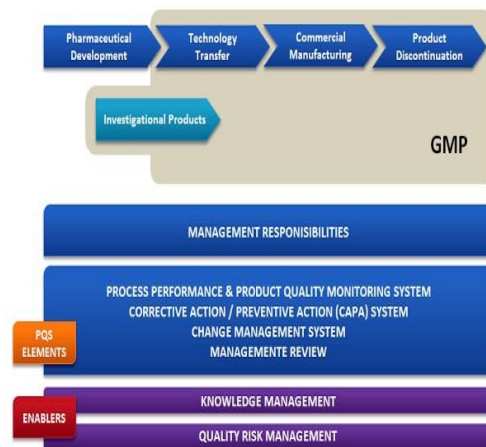 Pharmaceutical
Development
Technology
Transfer
Commercial
Manufacturing
Product
Discontinuation
Investigational Products
GMP
MANAGEMENT RESPONISIBILITIES
PROCESS PERFORMANCE & PRODUCT QUALITY MONITORING SYSTEM
CORRECTIVE ACTION / PREVENTIVE ACTION (CAPA) SYSTEM
CHANGE MANAGEMENT SYSTEM
MANAGEMENTE REVIEW
PQS
ELEMENTS
KNOWLEDGE MANAGEMENT
ENABLERS
QUALITY RISK MANAGEMENT